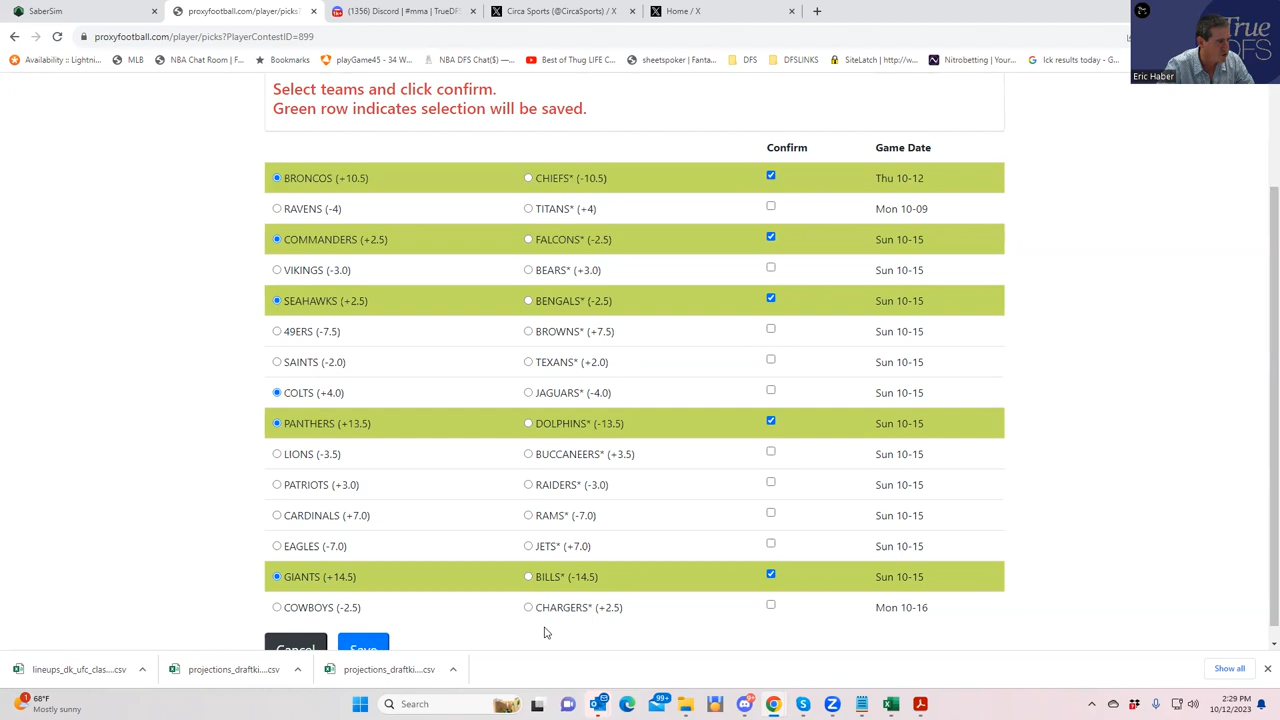 SaberSim
proxyfootball.com/player/picks?
(1356) Discord | #mma | TrueDF
Circa Sports (@CircaSports) / X
Home / X
proxyfootball.com/player/picks?PlayerContestID=899
Availability :: Lightni...
MLB
NBA Chat Room | F...
Bookmarks
playGame45 - 34 W...
NBA DFS Chat($) —...
Best of Thug LIFE C...
sheetspoker | Fanta...
DFS
DFSLINKS
SiteLatch | http://w...
Nitrobetting | Your...
Ick results today - G...
True
DFS
Eric Haber
Select teams and click confirm.
Green row indicates selection will be saved.
Confirm Game Date
BRONCOS (+10.5) CHIEFS* (-10.5) Thu 10-12
RAVENS (-4) TITANS* (+4) Mon 10-09
COMMANDERS (+2.5) FALCONS* (-2.5) Sun 10-15
VIKINGS (-3.0) BEARS* (+3.0) Sun 10-15
SEAHAWKS (+2.5) BENGALS* (-2.5) Sun 10-15
49ERS (-7.5) BROWNS* (+7.5) Sun 10-15
SAINTS (-2.0) TEXANS* (+2.0) Sun 10-15
COLTS (+4.0) JAGUARS* (-4.0) Sun 10-15
PANTHERS (+13.5) DOLPHINS* (-13.5) Sun 10-15
LIONS (-3.5) BUCCANEERS* (+3.5) Sun 10-15
PATRIOTS (+3.0) RAIDERS* (-3.0) Sun 10-15
CARDINALS (+7.0) RAMS* (-7.0) Sun 10-15
EAGLES (-7.0) JETS* (+7.0) Sun 10-15
GIANTS (+14.5) BILLS* (-14.5) Sun 10-15
COWBOYS (-2.5) CHARGERS* (+2.5) Mon 10-16
Cancel Save
lineups_dk_ufc_clas....csv
projections_draftki....csv
projections_draftki....csv
Show all
68°F
Mostly sunny
Search
99+
2:29 PM
10/12/2023